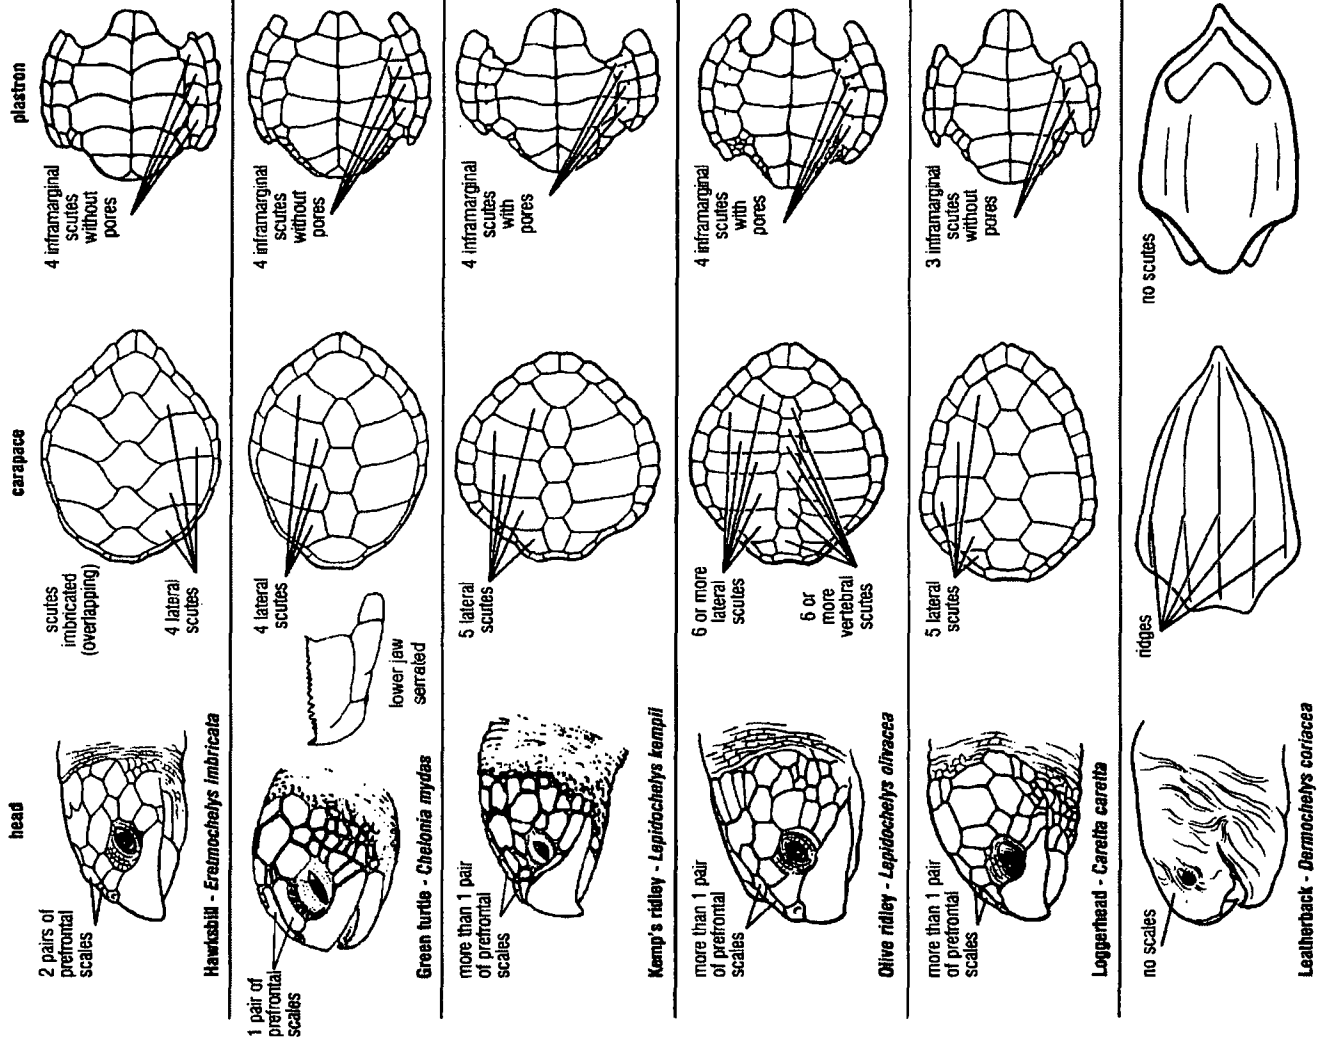 head
carapace
plastron
2 pairs of
prefrontal
scales
scutes
imbricated
(overlapping)
4 lateral
scutes
4 inframarginal
scutes
without
pores
Hawksbill - Eretmochelys imbricata
1 pair of
prefrontal
scales
lower jaw
serrated
4 lateral
scutes
4 inframarginal
scutes
without
pores
Green turtle - Chelonia mydas
more than 1 pair
of prefrontal
scales
5 lateral
scutes
4 inframarginal
scutes
with
pores
Kemp's ridley - Lepidochelys kempii
more than 1 pair
of prefrontal
scales
6 or more
lateral
scutes
6 or
more
vertebral
scutes
4 inframarginal
scutes
with
pores
Olive ridley - Lepidochelys olivacea
more than 1 pair
of prefrontal
scales
5 lateral
scutes
3 inframarginal
scutes
without
pores
Loggerhead - Caretta caretta
no scales
ridges
no scutes
Leatherback - Dermochelys coriacea